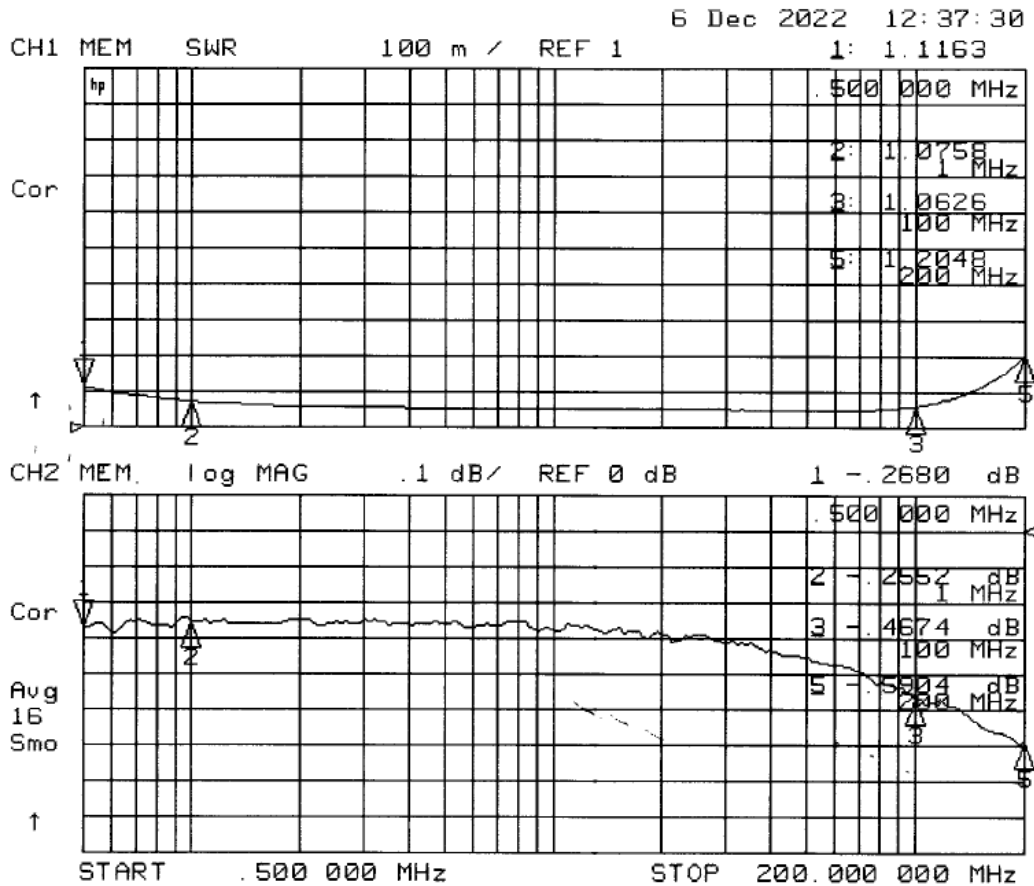 6 Dec 2022 12:37:30
CH1 MEM SWR 100 m / REF 1 1: 1.1163
hp
.500 000 MHz
2: 1.0758
1 MHz
Cor
3: 1.0626
100 MHz
5: 1.2048
200 MHz
↑
2
3
5
CH2 MEM log MAG .1 dB/ REF 0 dB 1 -.2680 dB
.500 000 MHz
2 -.2552 dB
1 MHz
Cor
3 -.4674 dB
100 MHz
2
5 -.5904 dB
200 MHz
Avg
16
Smo
3
5
↑
START .500 000 MHz STOP 200.000 000 MHz